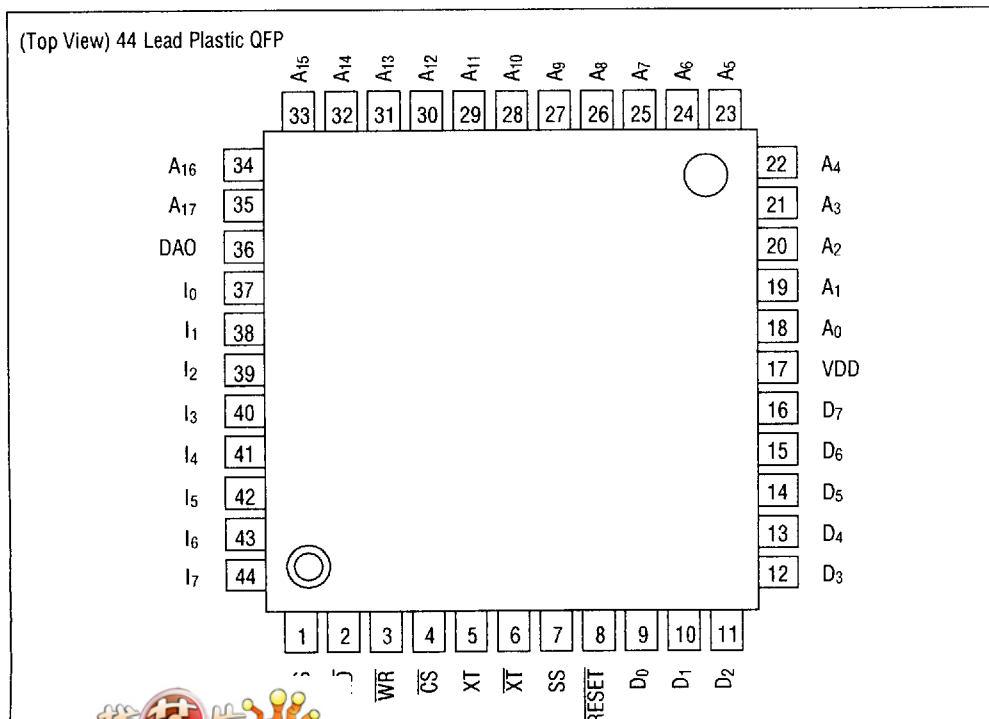 (Top View) 44 Lead Plastic QFP
A15 A14 A13 A12 A11 A10 A9 A8 A7 A6 A5
33 32 31 30 29 28 27 26 25 24 23
A16 34 22 A4
A17 35 21 A3
DAO 36 20 A2
I0 37 19 A1
I1 38 18 A0
I2 39 17 VDD
I3 40 16 D7
I4 41 15 D6
I5 42 14 D5
I6 43 13 D4
I7 44 12 D3
1 2 3 4 5 6 7 8 9 10 11
W̅R̅ C̅S̅ XT X̅T̅ SS R̅E̅S̅E̅T̅ D0 D1 D2